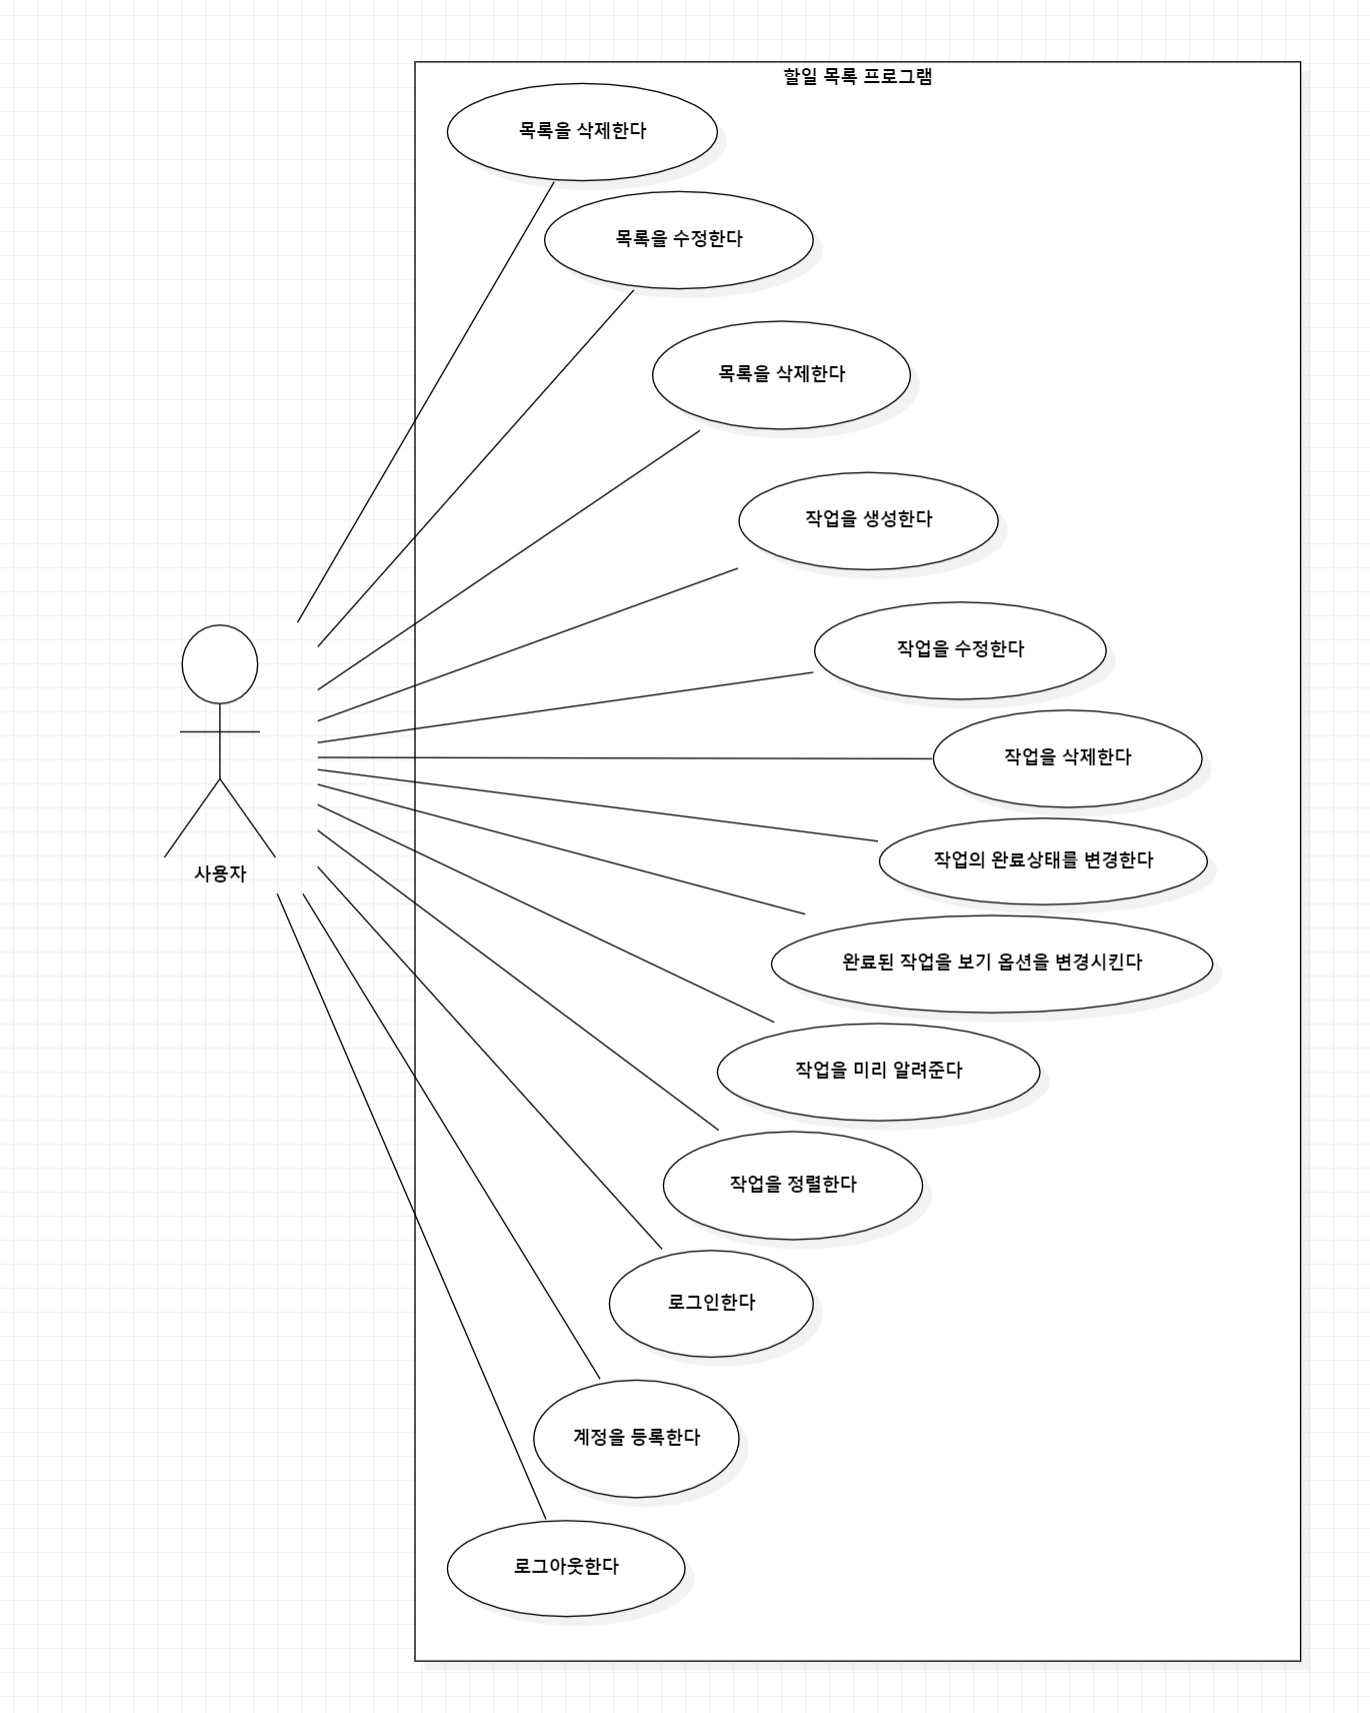 할일 목록 프로그램
목록을 삭제한다
목록을 수정한다
목록을 삭제한다
작업을 생성한다
작업을 수정한다
작업을 삭제한다
작업의 완료상태를 변경한다
사용자
완료된 작업을 보기 옵션을 변경시킨다
작업을 미리 알려준다
작업을 정렬한다
로그인한다
계정을 등록한다
로그아웃한다